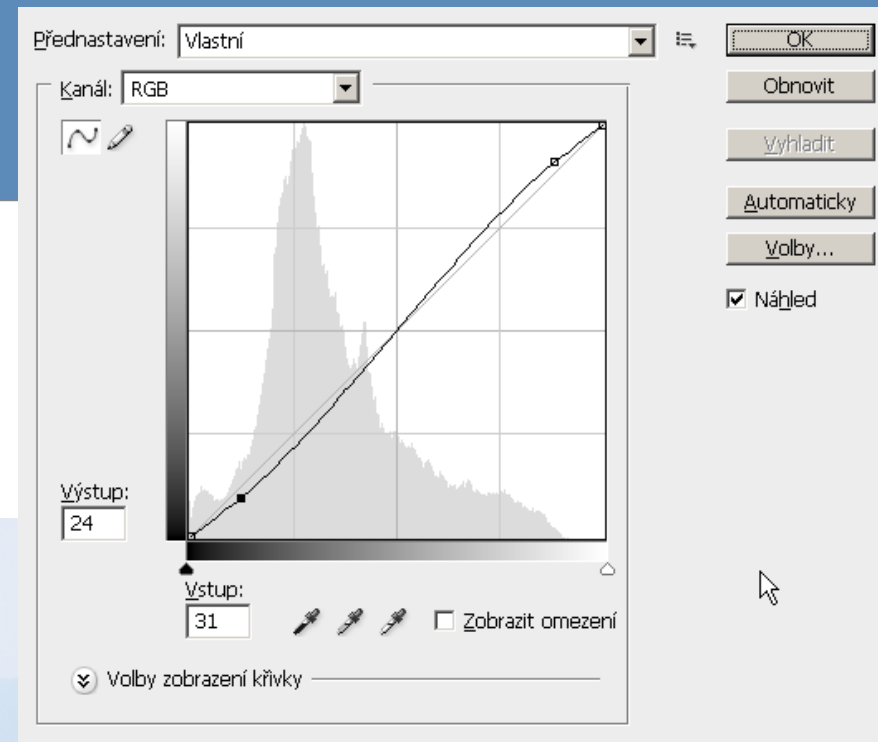 Přednastavení: Vlastní
OK
Kanál: RGB
Obnovit
Vyhladit
Automaticky
Volby...
Náhled
Výstup:
24
Vstup:
31
Zobrazit omezení
Volby zobrazení křivky